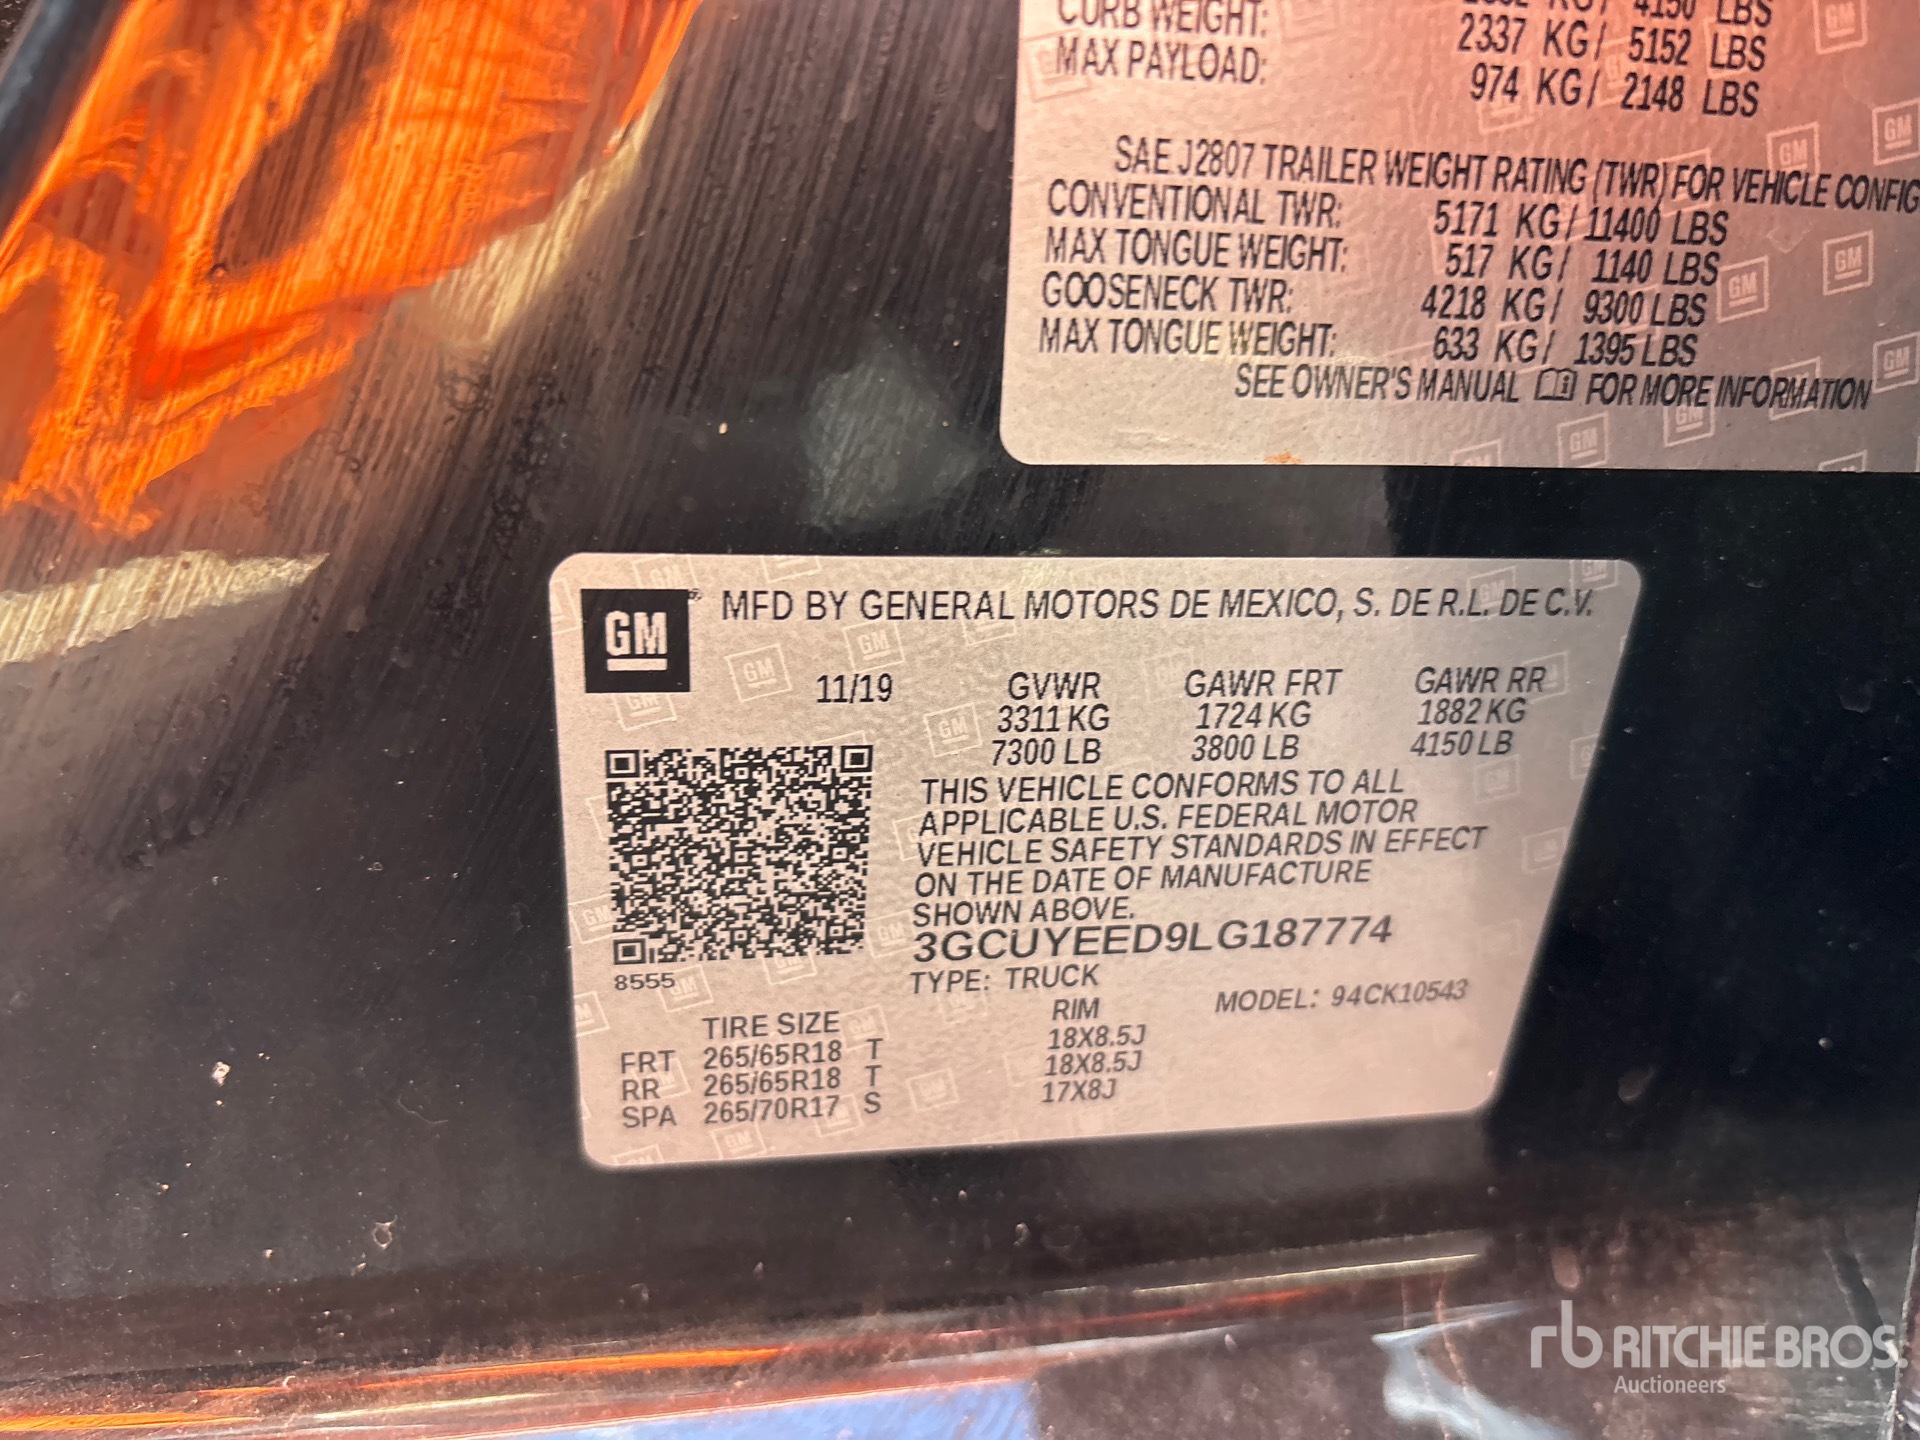 4150 LBS
CURB WEIGHT: 2337 KG/ 5152 LBS
MAX PAYLOAD: 974 KG/ 2148 LBS
SAE J2807 TRAILER WEIGHT RATING (TWR) FOR VEHICLE CONFIG
CONVENTIONAL TWR: 5171 KG/ 11400 LBS
MAX TONGUE WEIGHT: 517 KG/ 1140 LBS
GOOSENECK TWR: 4218 KG/ 9300 LBS
MAX TONGUE WEIGHT: 633 KG/ 1395 LBS
SEE OWNER'S MANUAL FOR MORE INFORMATION
GM® MFD BY GENERAL MOTORS DE MEXICO, S. DE R.L. DE C.V.
11/19 GVWR GAWR FRT GAWR RR
3311 KG 1724 KG 1882 KG
7300 LB 3800 LB 4150 LB
THIS VEHICLE CONFORMS TO ALL
APPLICABLE U.S. FEDERAL MOTOR
VEHICLE SAFETY STANDARDS IN EFFECT
ON THE DATE OF MANUFACTURE
SHOWN ABOVE.
3GCUYEED9LG187774
8555 TYPE: TRUCK
MODEL: 94CK10543
TIRE SIZE RIM
FRT 265/65R18 T 18X8.5J
RR 265/65R18 T 18X8.5J
SPA 265/70R17 S 17X8J
rb RITCHIE BROS.
Auctioneers